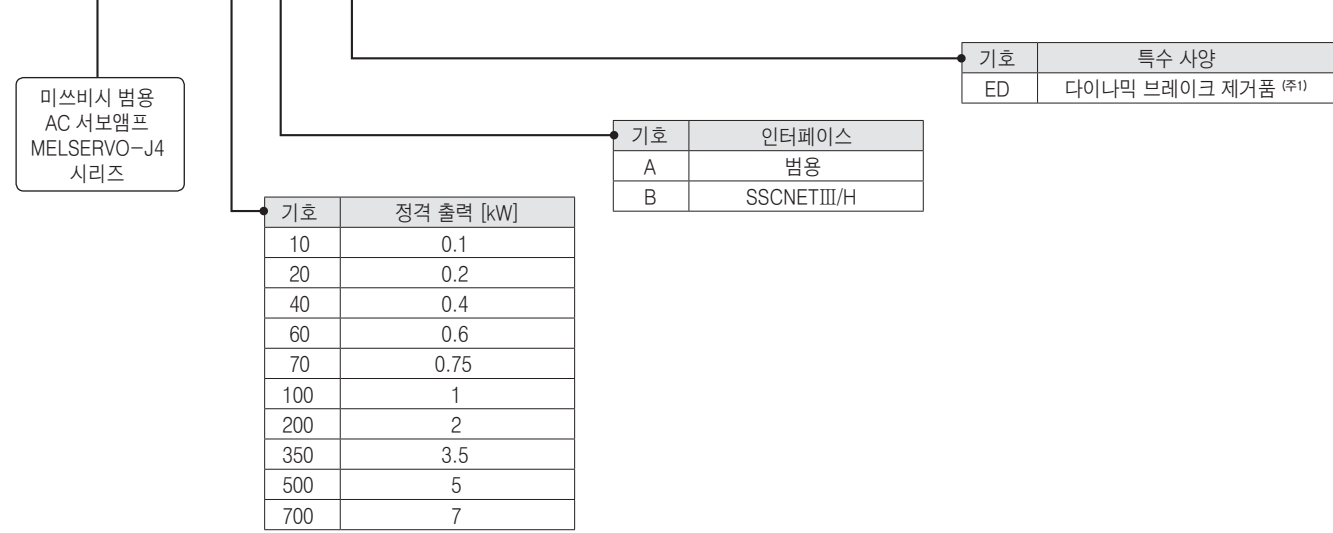 기호 특수 사양
ED 다이나믹 브레이크 제거품 (주1)
미쓰비시 범용
AC 서보앰프
MELSERVO-J4
시리즈
기호 인터페이스
A 범용
B SSCNETⅢ/H
기호 정격 출력 [kW]
10 0.1
20 0.2
40 0.4
60 0.6
70 0.75
100 1
200 2
350 3.5
500 5
700 7